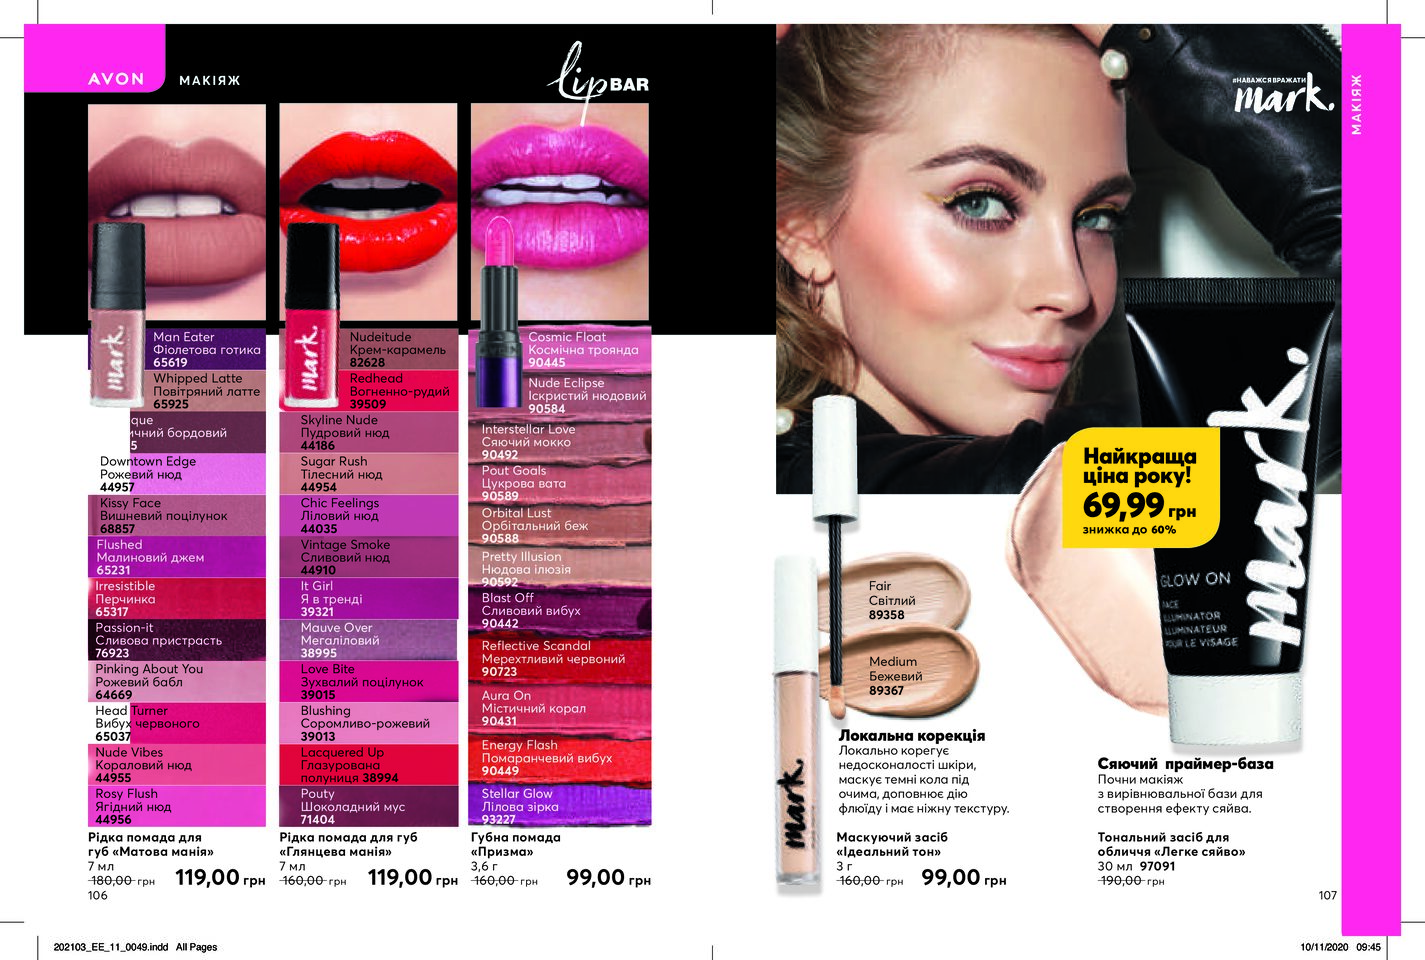 AVON
МАКІЯЖ
Lip BAR
Man Eater
Фіолетова готика
65619
Whipped Latte
Повітряний латте
65925
que
ичний бордовий
5
Downtown Edge
Рожевий нюд
44957
Kissy Face
Вишневий поцілунок
68857
Flushed
Малиновий джем
65231
Irresistible
Перчинка
65317
Passion-it
Сливова пристрасть
76923
Pinking About You
Рожевий бабл
64669
Head Turner
Вибух червоного
65037
Nude Vibes
Кораловий нюд
44955
Rosy Flush
Ягідний нюд
44956
Рідка помада для
губ «Матова манія»
7 мл
180,00 грн 119,00 грн
106
mark.
Nudeitude
Крем-карамель
82628
Redhead
Вогненно-рудий
39509
Skyline Nude
Пудровий нюд
44186
Sugar Rush
Тілесний нюд
44954
Chic Feelings
Ліловий нюд
44035
Vintage Smoke
Сливовий нюд
44910
It Girl
Я в тренді
39321
Mauve Over
Мегаліловий
38995
Love Bite
Зухвалий поцілунок
39015
Blushing
Соромливо-рожевий
39013
Lacquered Up
Глазурована
полуниця 38994
Pouty
Шоколадний мус
71404
Рідка помада для губ
«Глянцева манія»
7 мл
160,00 грн 119,00 грн
mark.
Cosmic Float
Космічна троянда
90445
Nude Eclipse
Іскристий нюдовий
90584
Interstellar Love
Сяючий мокко
90492
Pout Goals
Цукрова вата
90589
Orbital Lust
Орбітальний беж
90588
Pretty Illusion
Нюдова ілюзія
90592
Blast Off
Сливовий вибух
90442
Reflective Scandal
Мерехтливий червоний
90723
Aura On
Містичний корал
90431
Energy Flash
Помаранчевий вибух
90449
Stellar Glow
Лілова зірка
93227
Губна помада
«Призма»
3,6 г
160,00 грн 99,00 грн
AVON
#НАВАЖСЯВРАЖАТИ
mark.
МАКІЯЖ
Найкраща
ціна року!
69,99 грн
знижка до 60%
mark.
GLOW ON
FACE
ILLUMINATOR
ILLUMINATEUR
POUR LE VISAGE
Fair
Світлий
89358
Medium
Бежевий
89367
mark.
Локальна корекція
Локально корегує
недосконалості шкіри,
маскує темні кола під
очима, доповнює дію
флюїду і має ніжну текстуру.
Маскуючий засіб
«Ідеальний тон»
3 г
160,00 грн 99,00 грн
Сяючий праймер-база
Почни макіяж
з вирівнювальної бази для
створення ефекту сяйва.
Тональний засіб для
обличчя «Легке сяйво»
30 мл 97091
190,00 грн
107
202103_EE_11_0049.indd All Pages
10/11/2020 09:45